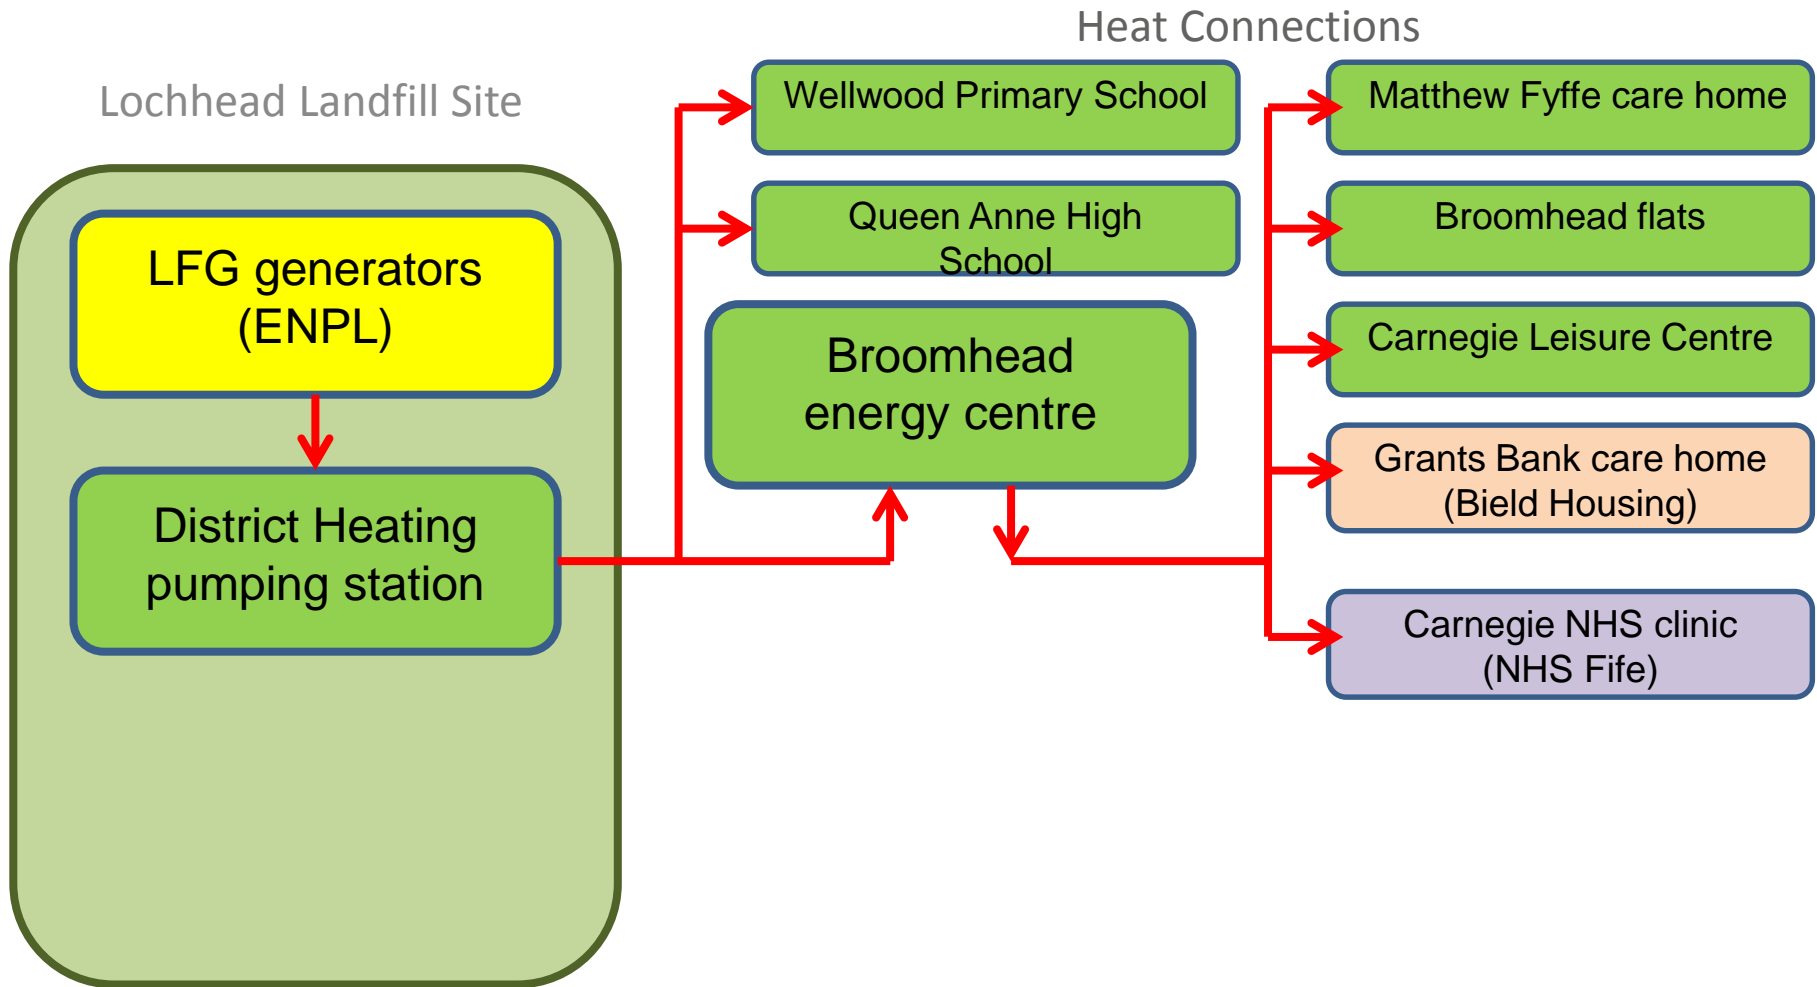 Heat Connections
Lochhead Landfill Site
LFG generators
(ENPL)
District Heating
pumping station
Wellwood Primary School
Queen Anne High
School
Broomhead
energy centre
Matthew Fyffe care home
Broomhead flats
Carnegie Leisure Centre
Grants Bank care home
(Bield Housing)
Carnegie NHS clinic
(NHS Fife)